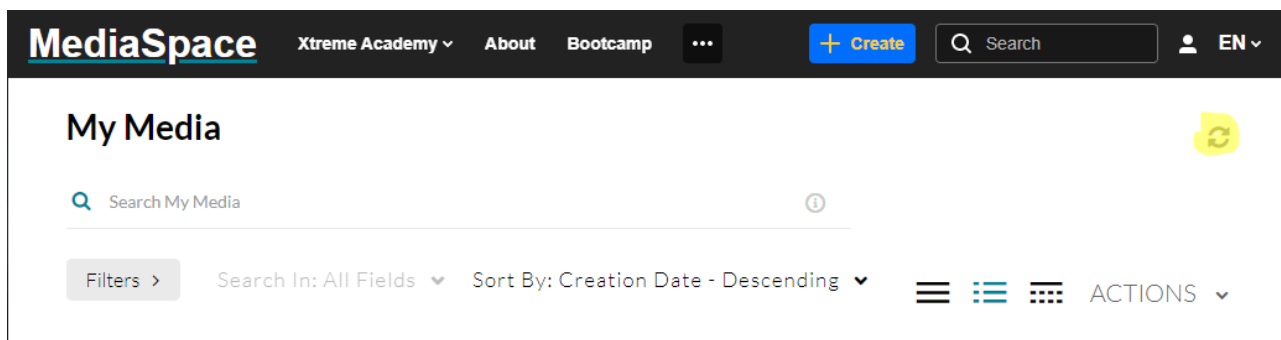 MediaSpace Xtreme Academy About Bootcamp ••• + Create Search EN
My Media
Search My Media
Filters > Search In: All Fields Sort By: Creation Date - Descending ACTIONS